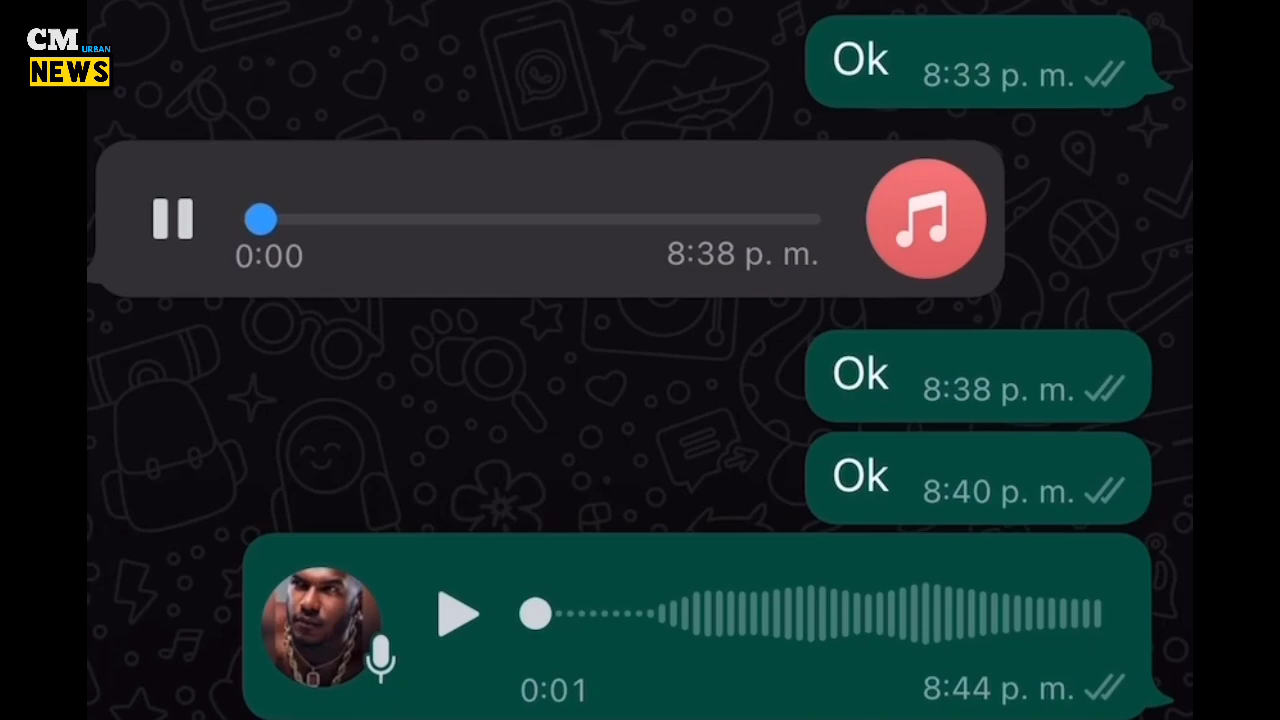 CM
URBAN
NEWS
Ok 8:33 p. m.
0:00 8:38 p. m.
Ok 8:38 p. m.
Ok 8:40 p. m.
0:01 8:44 p. m.